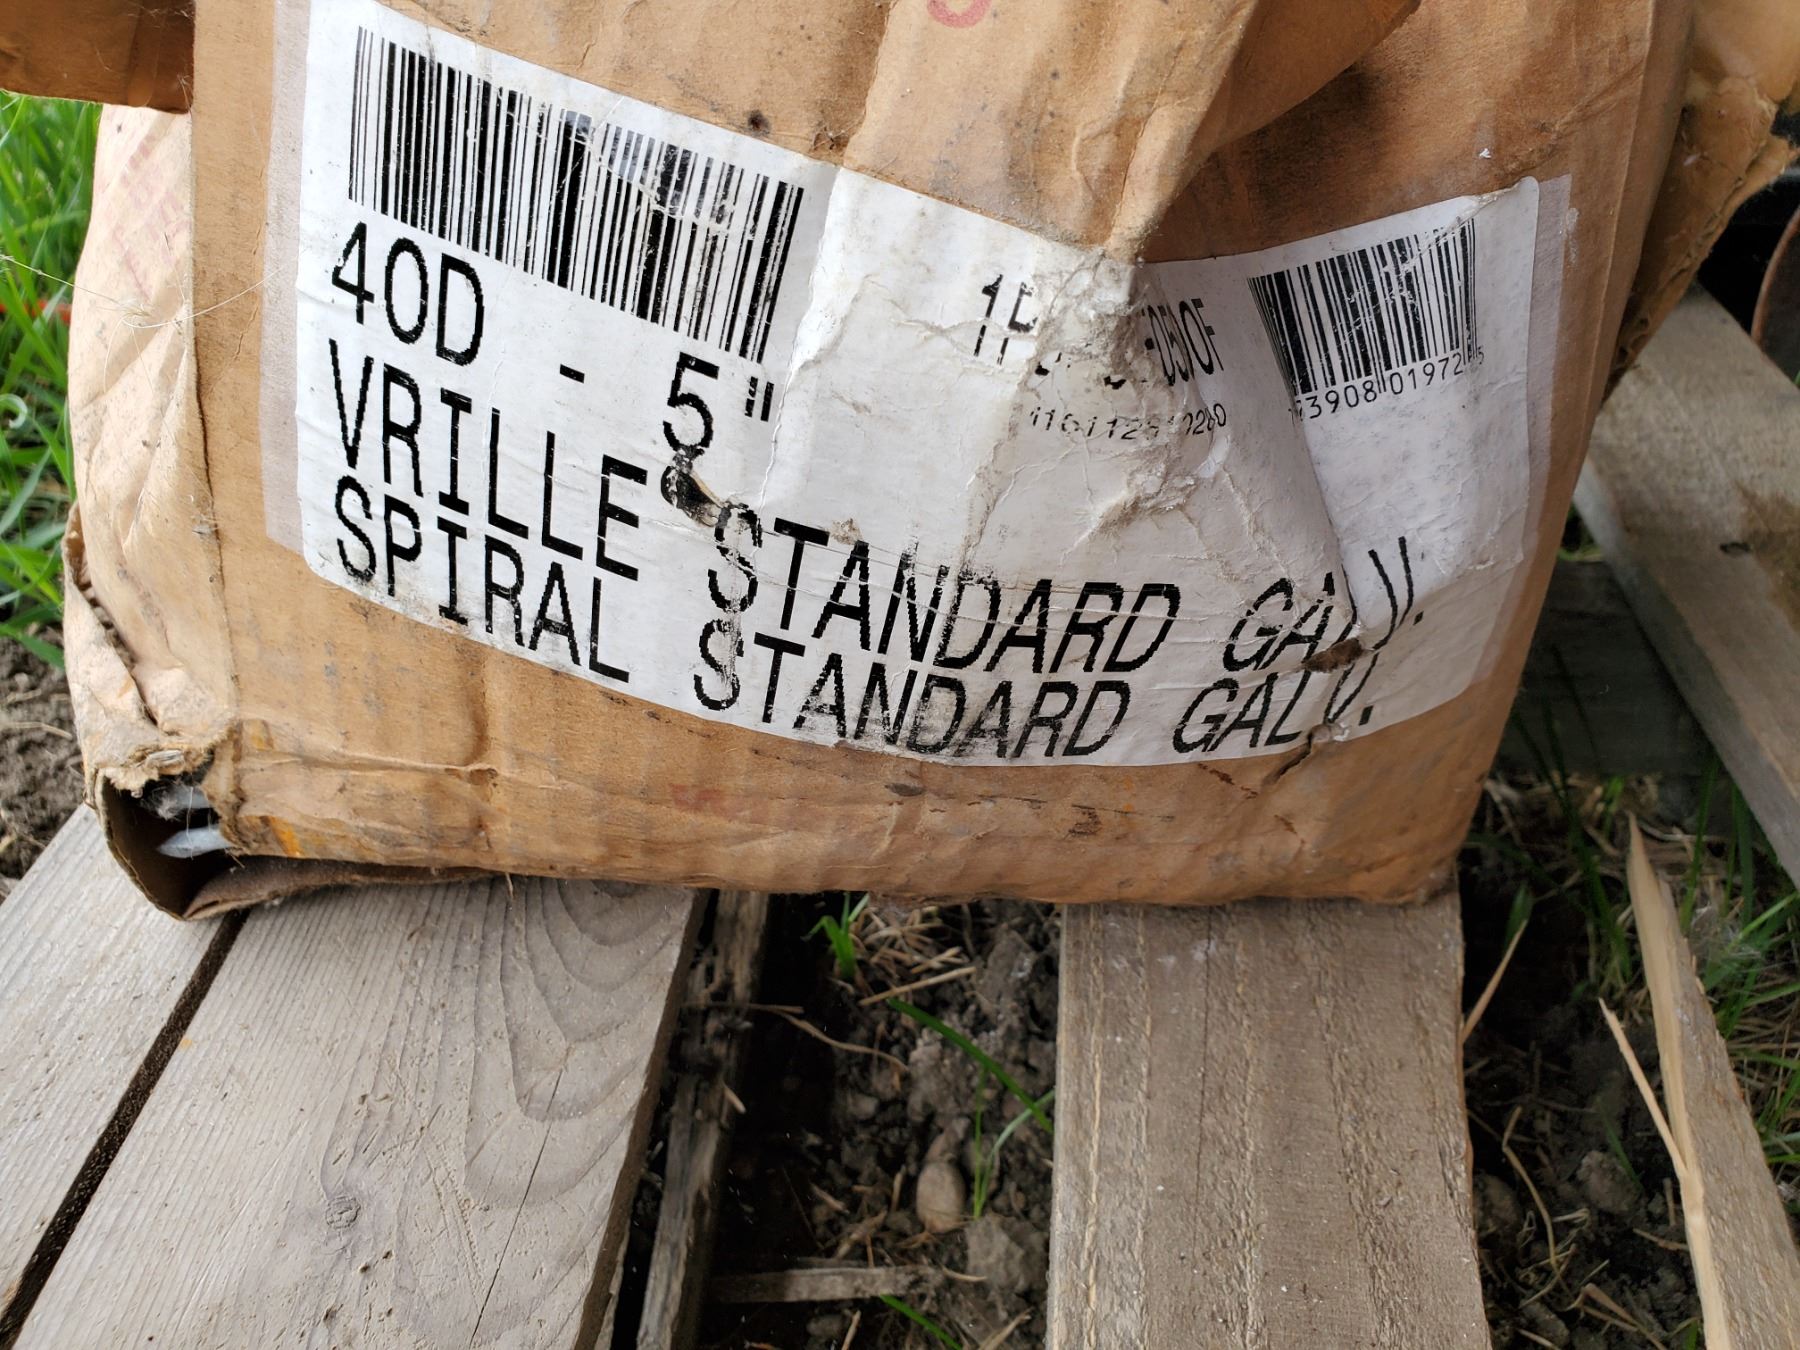 40D - 5"
VRILLE STANDARD GALV.
SPIRAL STANDARD GALV.